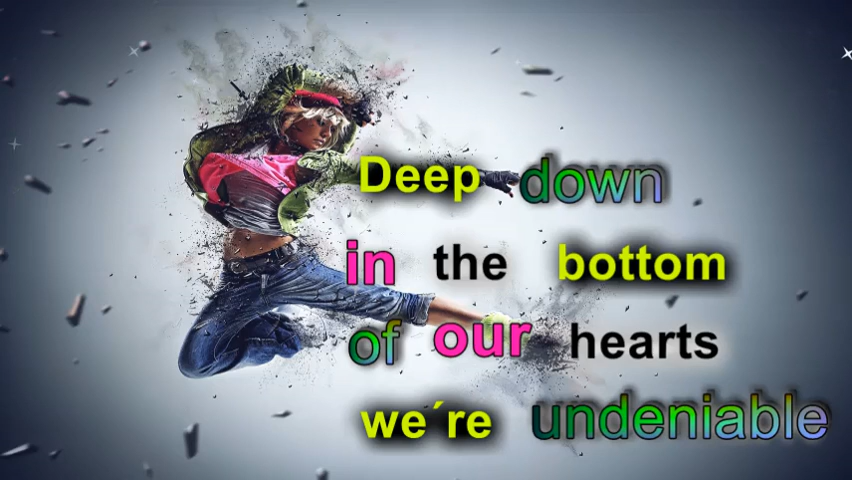 Deep down
in the bottom
of our hearts
we´re undeniable